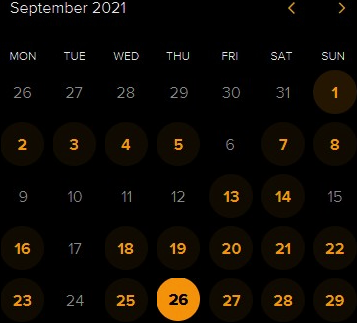 September 2021
MON TUE WED THU FRI SAT SUN
26 27 28 29 30 31 1
2 3 4 5 6 7 8
9 10 11 12 13 14 15
16 17 18 19 20 21 22
23 24 25 26 27 28 29